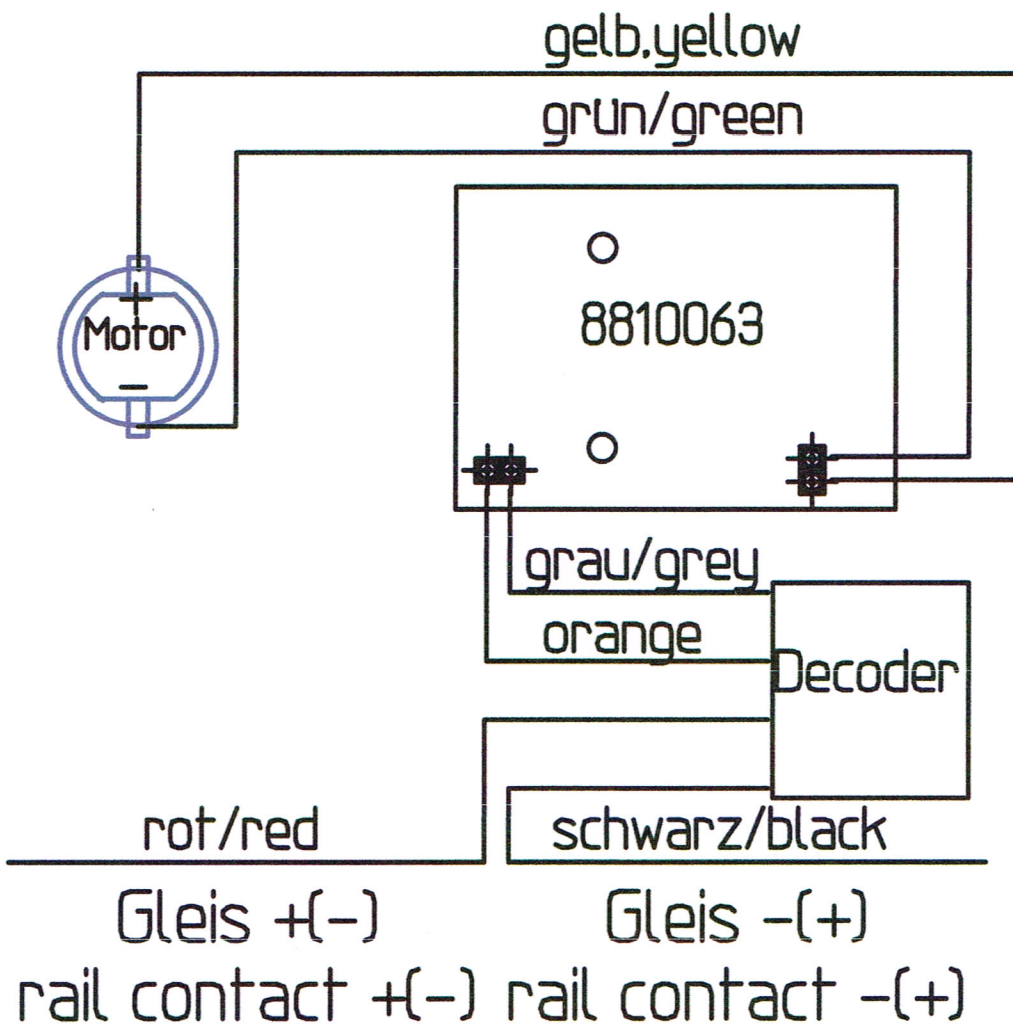 gelb.yellow
grün/green
8810063
+
Motor
−
grau/grey
orange
Decoder
rot/red
schwarz/black
Gleis +(-)
Gleis -(+)
rail contact +(-)
rail contact -(+)